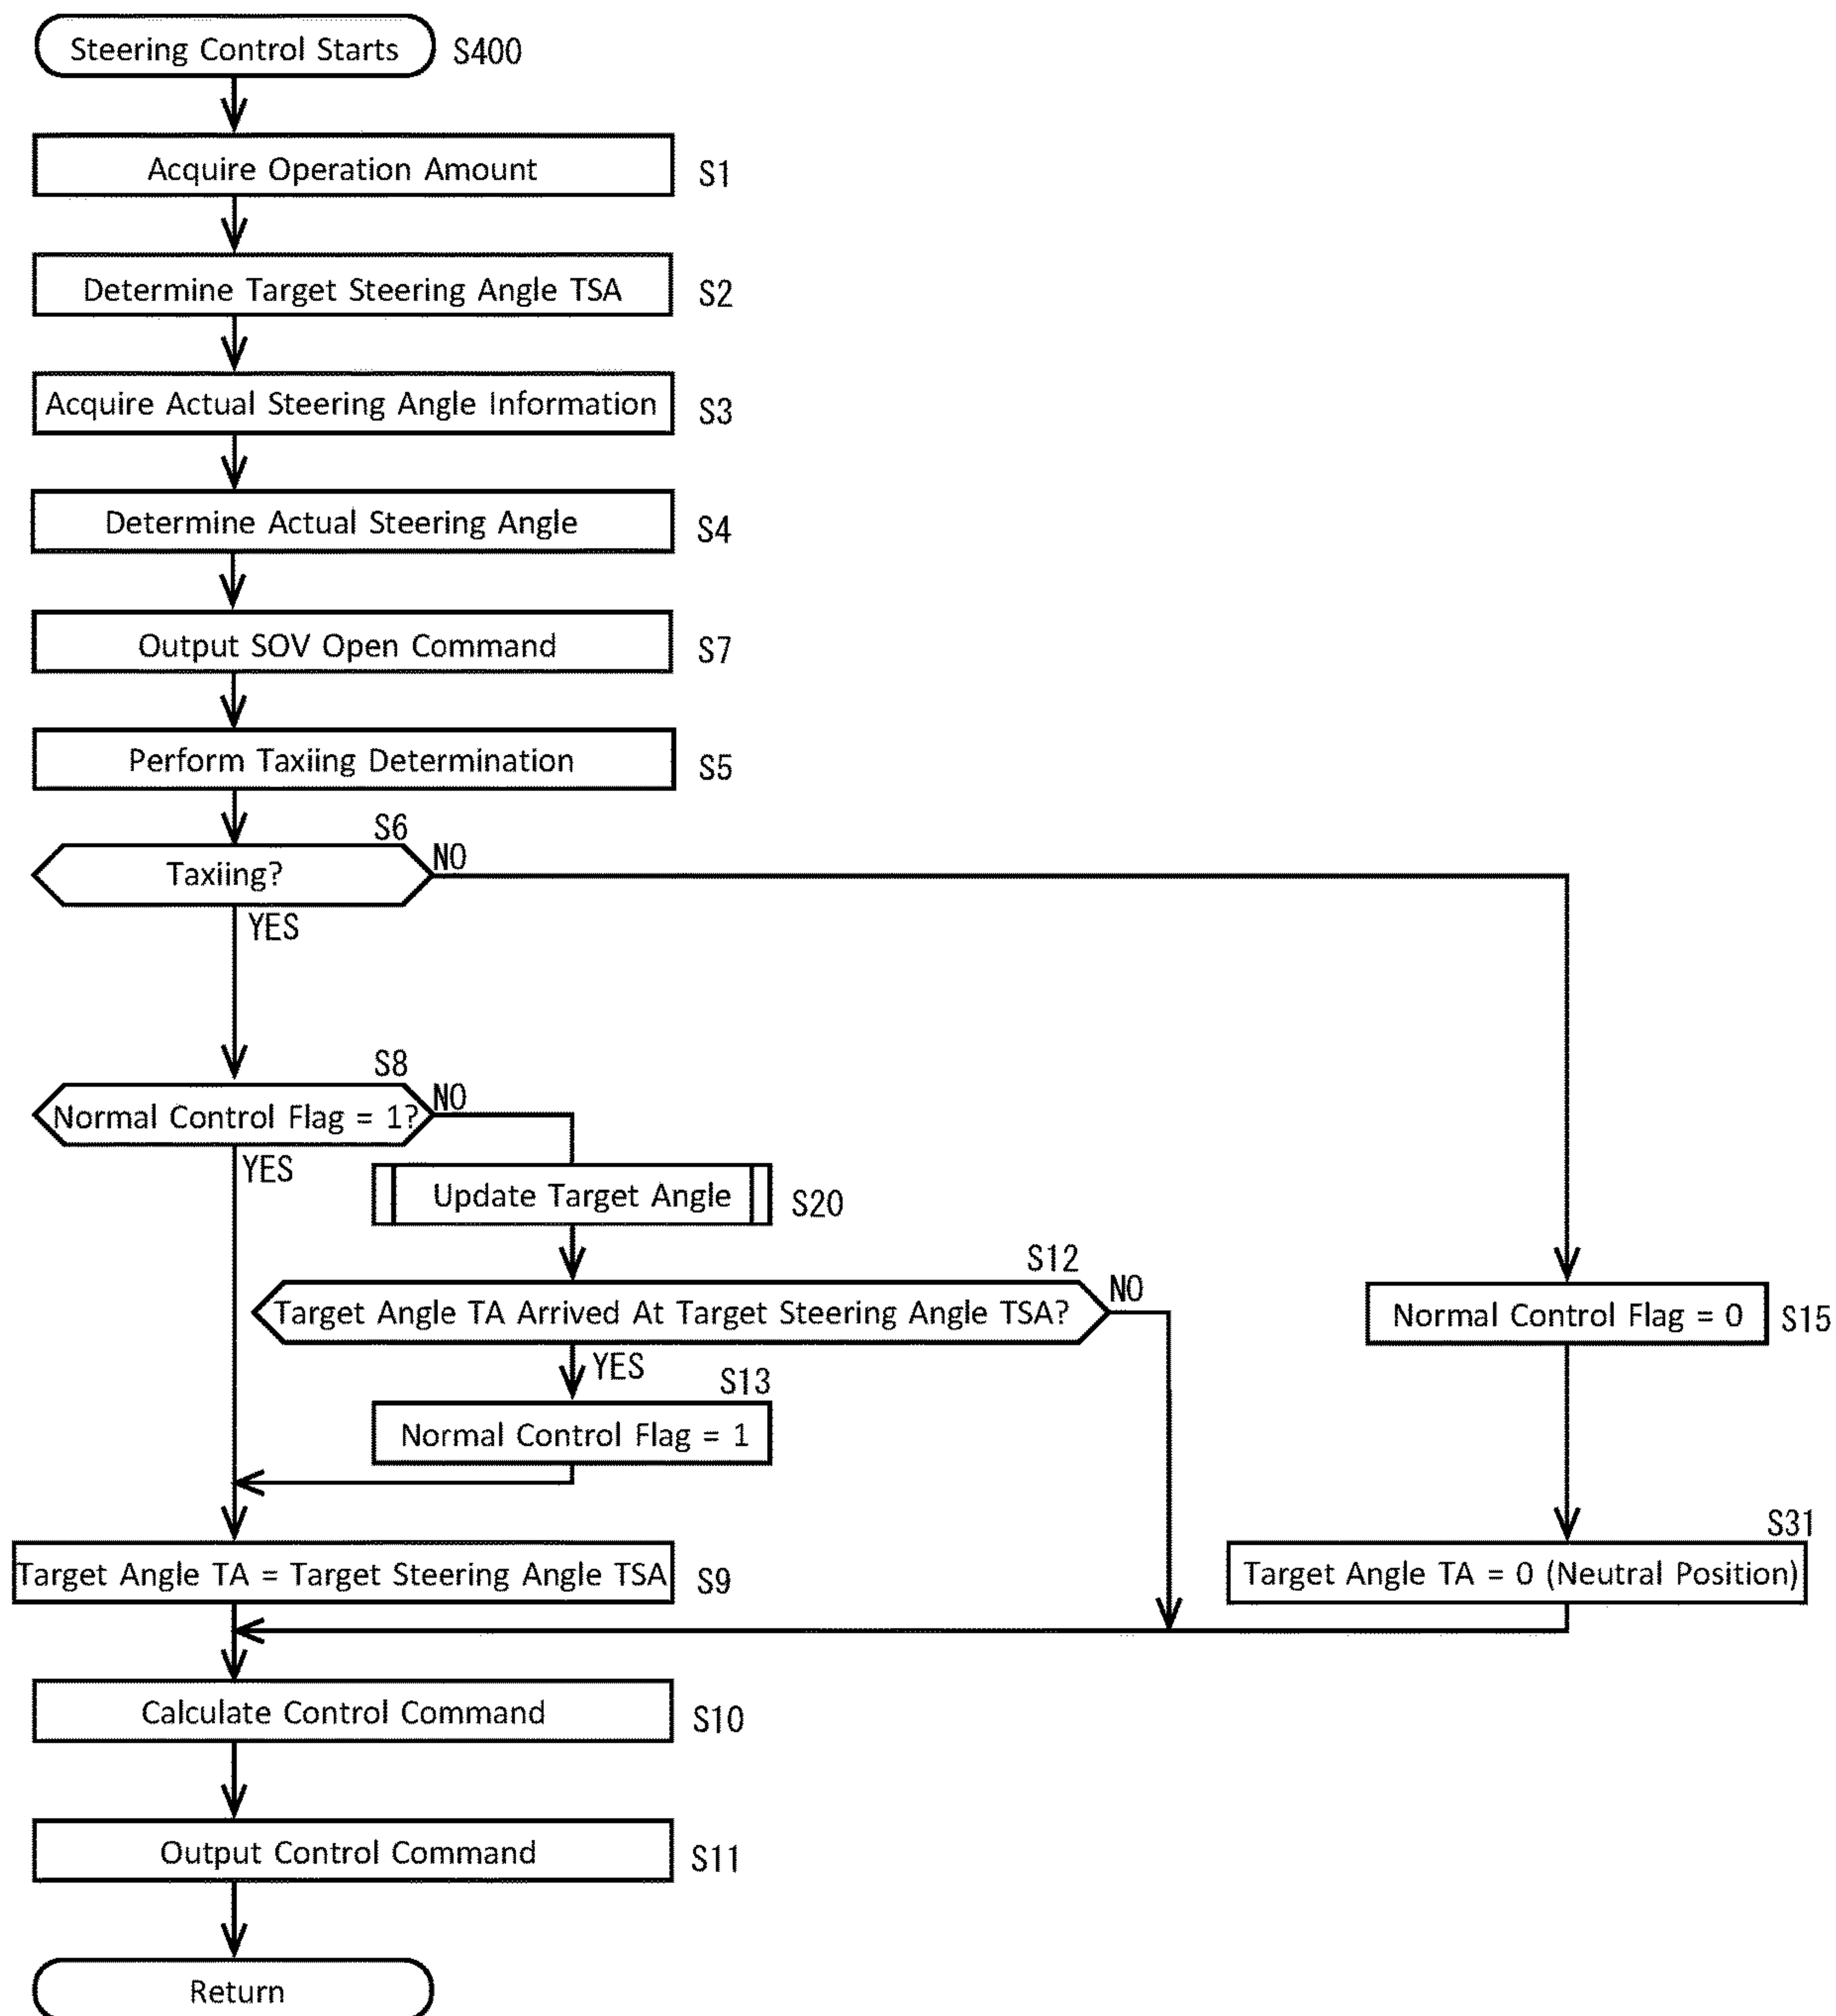 Steering Control Starts S400
Acquire Operation Amount S1
Determine Target Steering Angle TSA S2
Acquire Actual Steering Angle Information S3
Determine Actual Steering Angle S4
Output SOV Open Command S7
Perform Taxiing Determination S5
S6
Taxiing? NO
YES
S8
Normal Control Flag = 1? NO
YES
Update Target Angle S20
S12
Target Angle TA Arrived At Target Steering Angle TSA? NO
YES
Normal Control Flag = 0 S15
S13
Normal Control Flag = 1
S31
Target Angle TA = Target Steering Angle TSA S9
Target Angle TA = 0 (Neutral Position)
Calculate Control Command S10
Output Control Command S11
Return